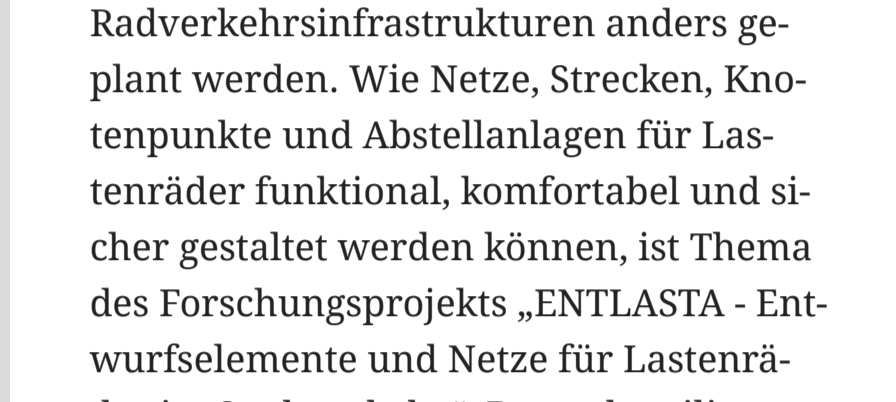 Radverkehrsinfrastrukturen anders ge-
plant werden. Wie Netze, Strecken, Kno-
tenpunkte und Abstellanlagen für Las-
tenräder funktional, komfortabel und si-
cher gestaltet werden können, ist Thema
des Forschungsprojekts „ENTLASTA - Ent-
wurfselemente und Netze für Lastenrä-